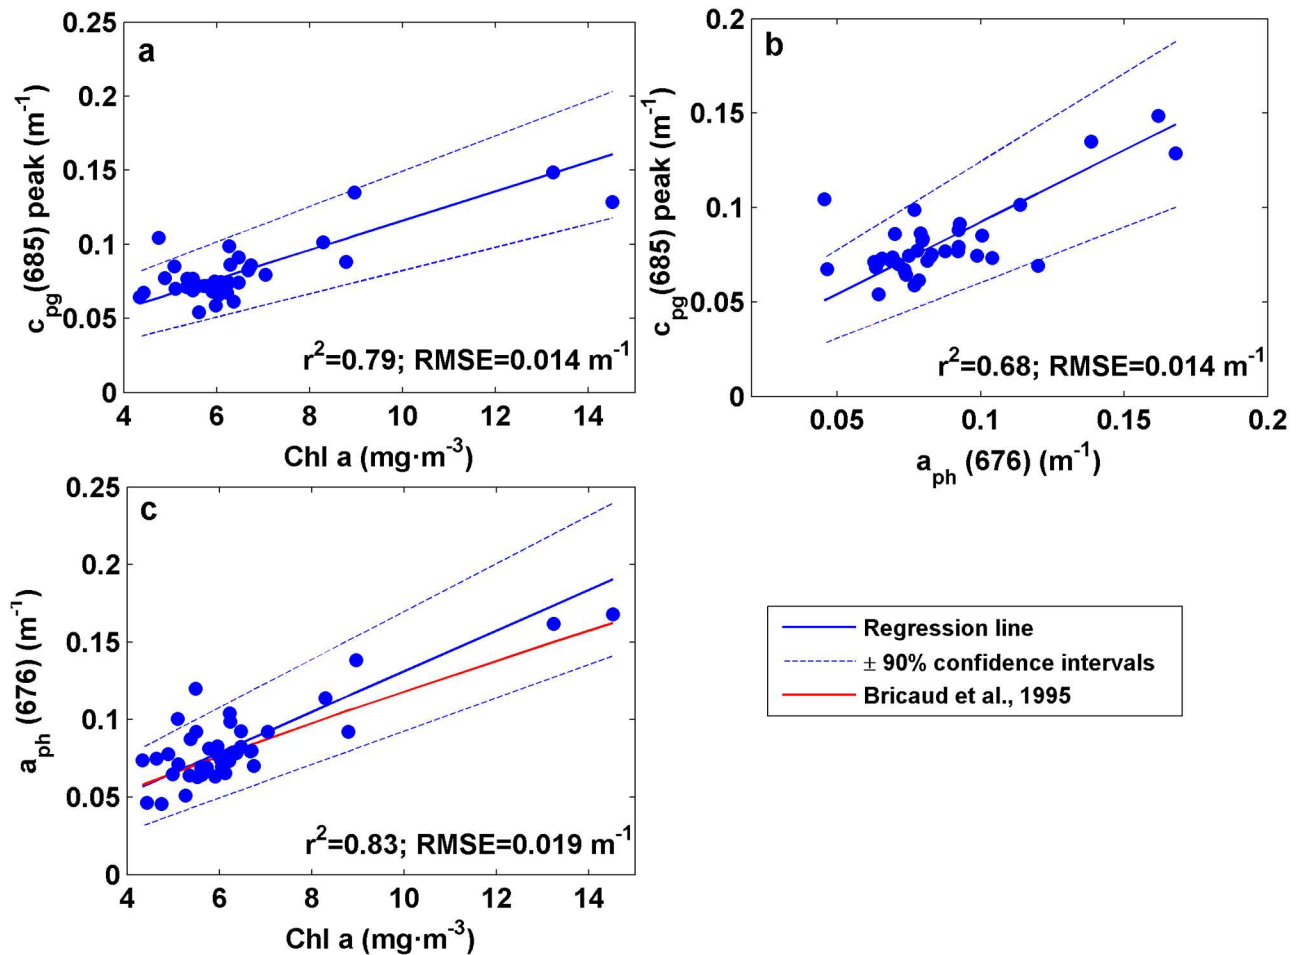 a
c_pg(685) peak (m^-1)
0.25
0.2
0.15
0.1
0.05
0
4 6 8 10 12 14
Chl a (mg·m^-3)
r^2=0.79; RMSE=0.014 m^-1
b
c_pg(685) peak (m^-1)
0.2
0.15
0.1
0.05
0
0.05 0.1 0.15 0.2
a_ph (676) (m^-1)
r^2=0.68; RMSE=0.014 m^-1
c
a_ph (676) (m^-1)
0.25
0.2
0.15
0.1
0.05
0
4 6 8 10 12 14
Chl a (mg·m^-3)
r^2=0.83; RMSE=0.019 m^-1
Regression line
± 90% confidence intervals
Bricaud et al., 1995